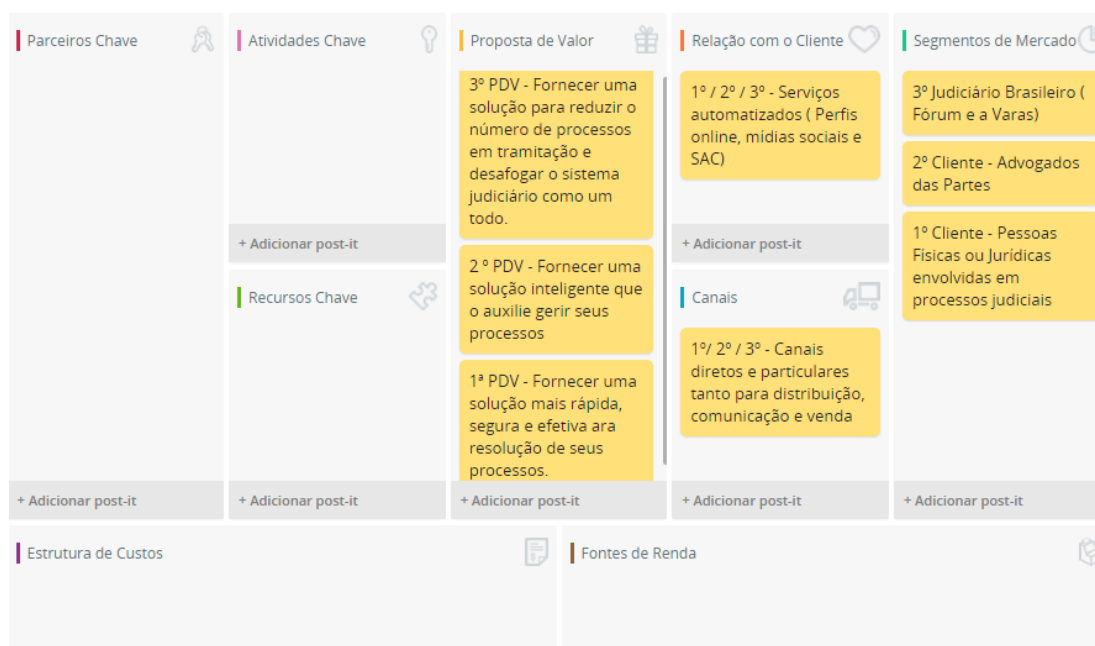 Parceiros Chave
+ Adicionar post-it
Atividades Chave
+ Adicionar post-it
Recursos Chave
+ Adicionar post-it
Proposta de Valor
3º PDV - Fornecer uma
solução para reduzir o
número de processos
em tramitação e
desafogar o sistema
judiciário como um
todo.
2 º PDV - Fornecer uma
solução inteligente que
o auxilie gerir seus
processos
1ª PDV - Fornecer uma
solução mais rápida,
segura e efetiva ara
resolução de seus
processos.
+ Adicionar post-it
Relação com o Cliente
1º / 2º / 3º - Serviços
automatizados ( Perfis
online, mídias sociais e
SAC)
+ Adicionar post-it
Canais
1º/ 2º / 3º - Canais
diretos e particulares
tanto para distribuição,
comunicação e venda
+ Adicionar post-it
Segmentos de Mercado
3º Judiciário Brasileiro (
Fórum e a Varas)
2º Cliente - Advogados
das Partes
1º Cliente - Pessoas
Físicas ou Jurídicas
envolvidas em
processos judiciais
+ Adicionar post-it
Estrutura de Custos
Fontes de Renda